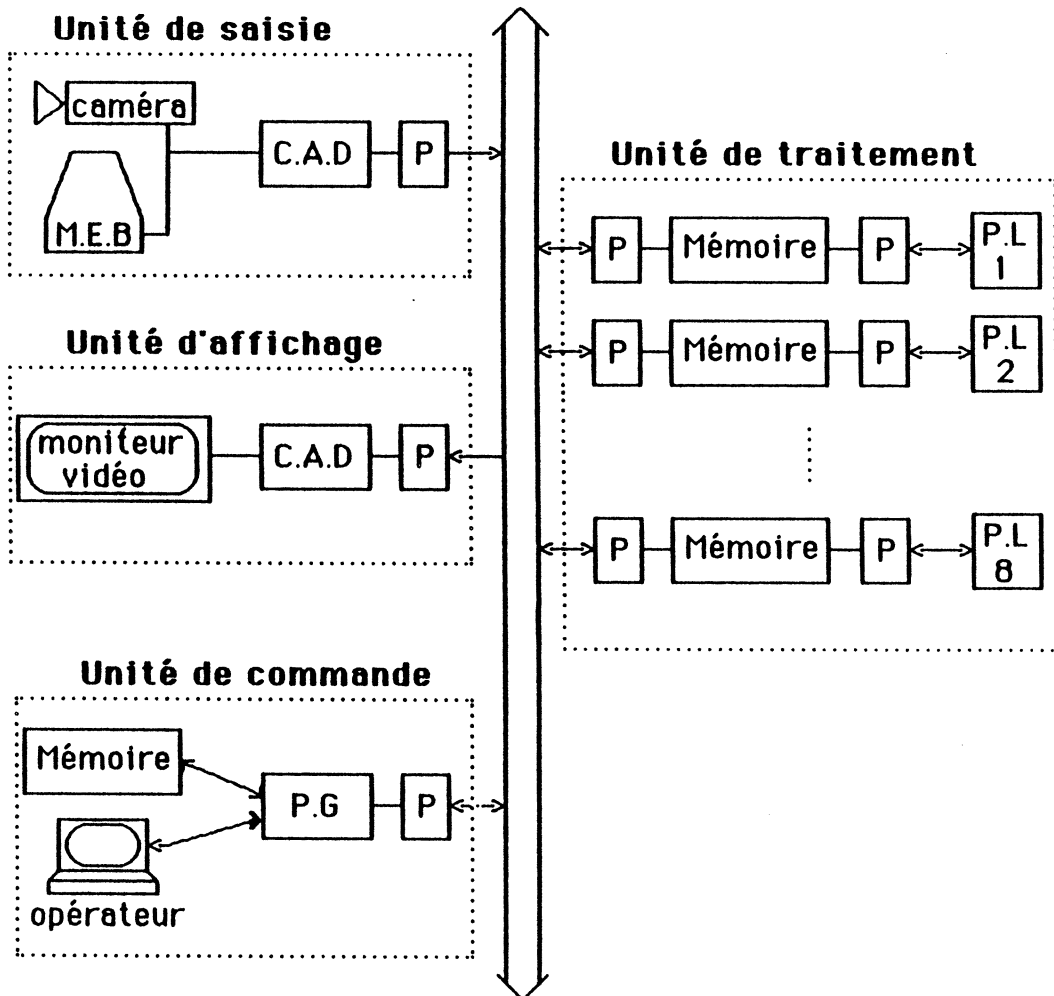 Unité de saisie
caméra
C.A.D
P
M.E.B
Unité d'affichage
moniteur
vidéo
C.A.D
P
Unité de commande
Mémoire
P.G
P
opérateur
Unité de traitement
P
Mémoire
P
P.L
1
P
Mémoire
P
P.L
2
P
Mémoire
P
P.L
8